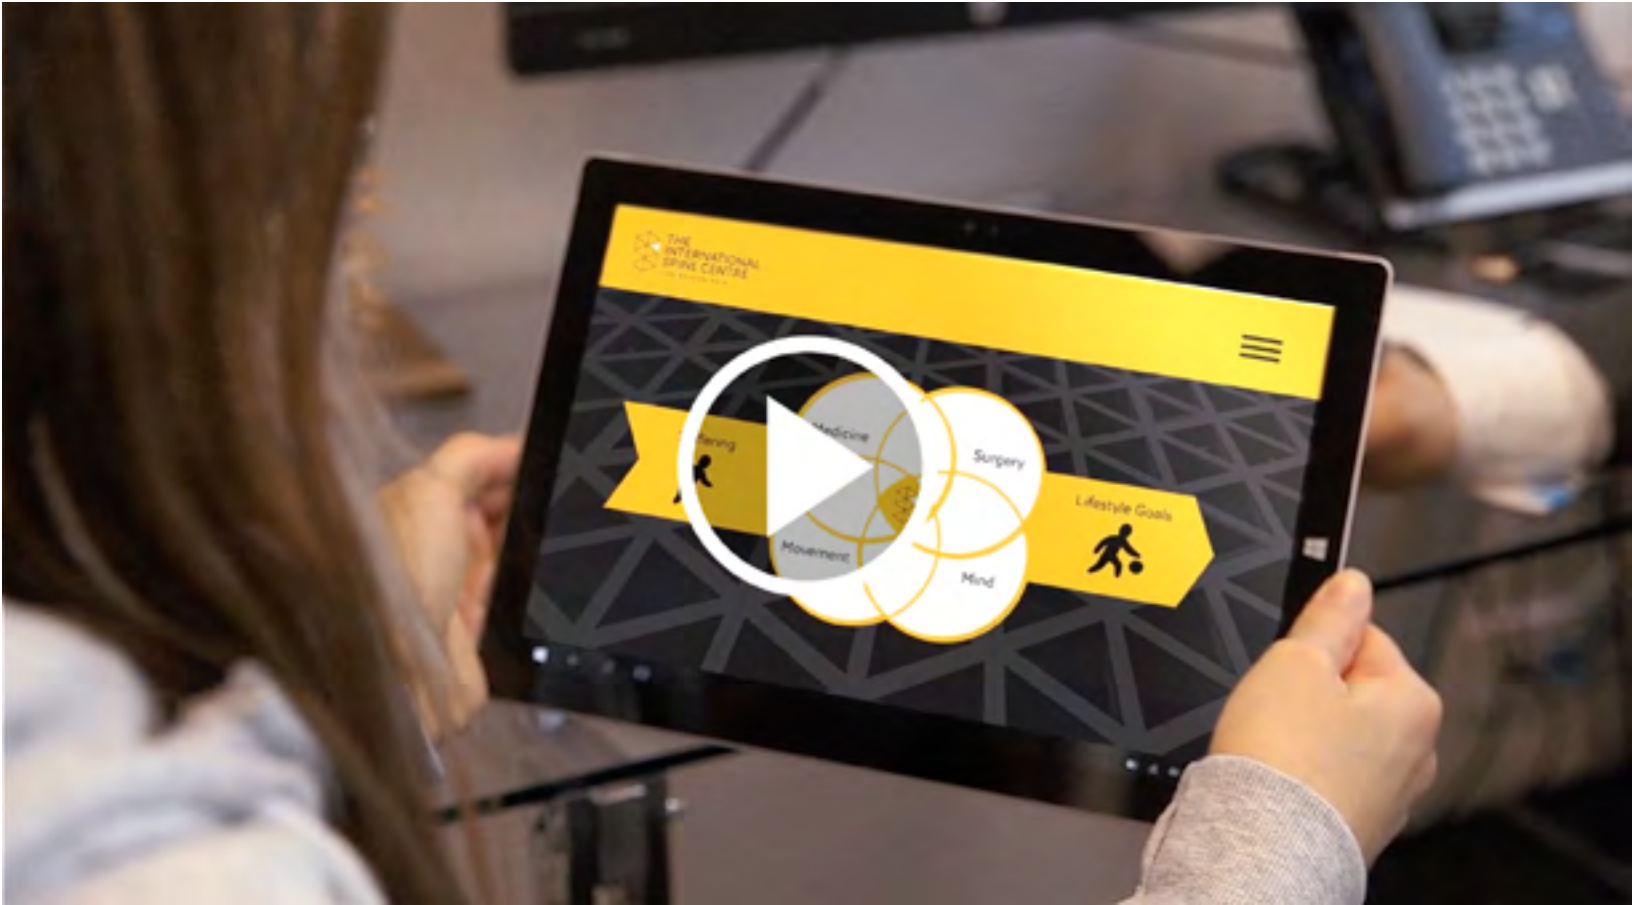 THE
INTERNATIONAL
SPINE CENTRE
Medicine
Surgery
Lifestyle Goals
Movement
Mind